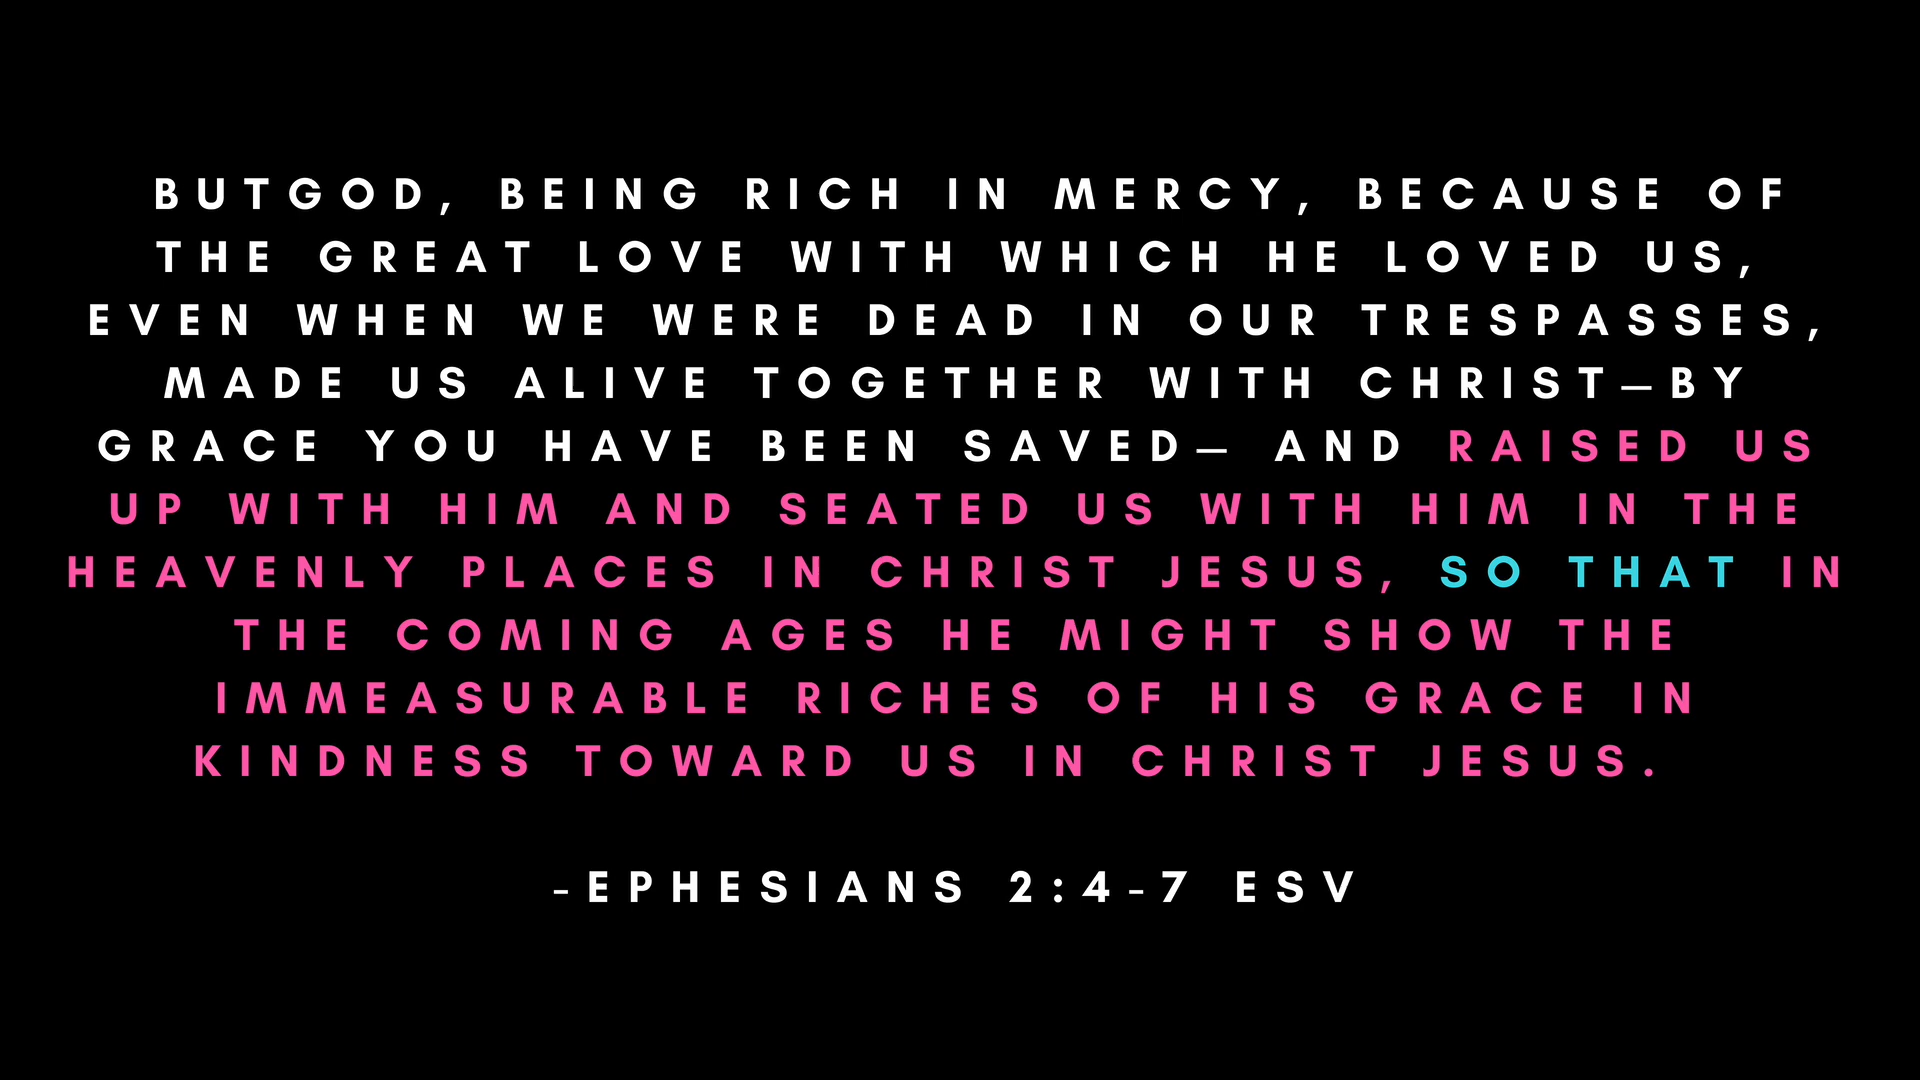 BUTGOD, BEING RICH IN MERCY, BECAUSE OF
THE GREAT LOVE WITH WHICH HE LOVED US,
EVEN WHEN WE WERE DEAD IN OUR TRESPASSES,
MADE US ALIVE TOGETHER WITH CHRIST—BY
GRACE YOU HAVE BEEN SAVED— AND RAISED US
UP WITH HIM AND SEATED US WITH HIM IN THE
HEAVENLY PLACES IN CHRIST JESUS, SO THAT IN
THE COMING AGES HE MIGHT SHOW THE
IMMEASURABLE RICHES OF HIS GRACE IN
KINDNESS TOWARD US IN CHRIST JESUS.
-EPHESIANS 2:4-7 ESV